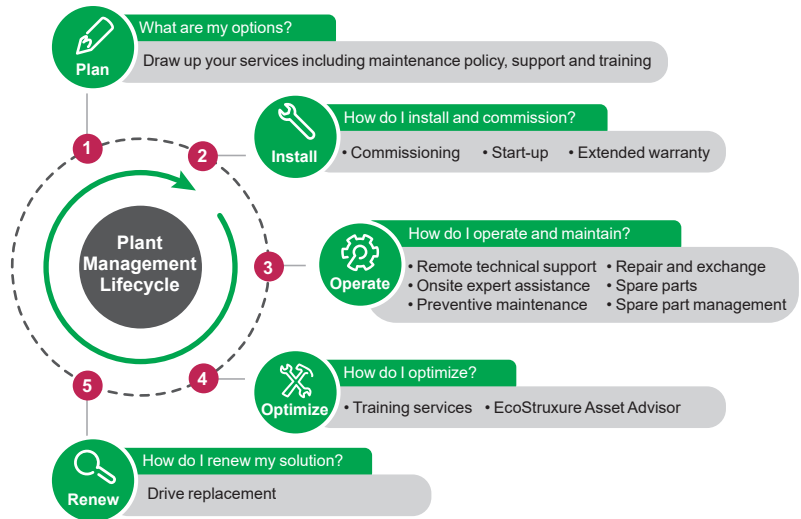 What are my options?
Plan
Draw up your services including maintenance policy, support and training
1
2
How do I install and commission?
Install
• Commissioning • Start-up • Extended warranty
Plant
Management
Lifecycle
3
How do I operate and maintain?
Operate
• Remote technical support • Repair and exchange
• Onsite expert assistance • Spare parts
• Preventive maintenance • Spare part management
4
How do I optimize?
Optimize
• Training services • EcoStruxure Asset Advisor
5
How do I renew my solution?
Renew
Drive replacement